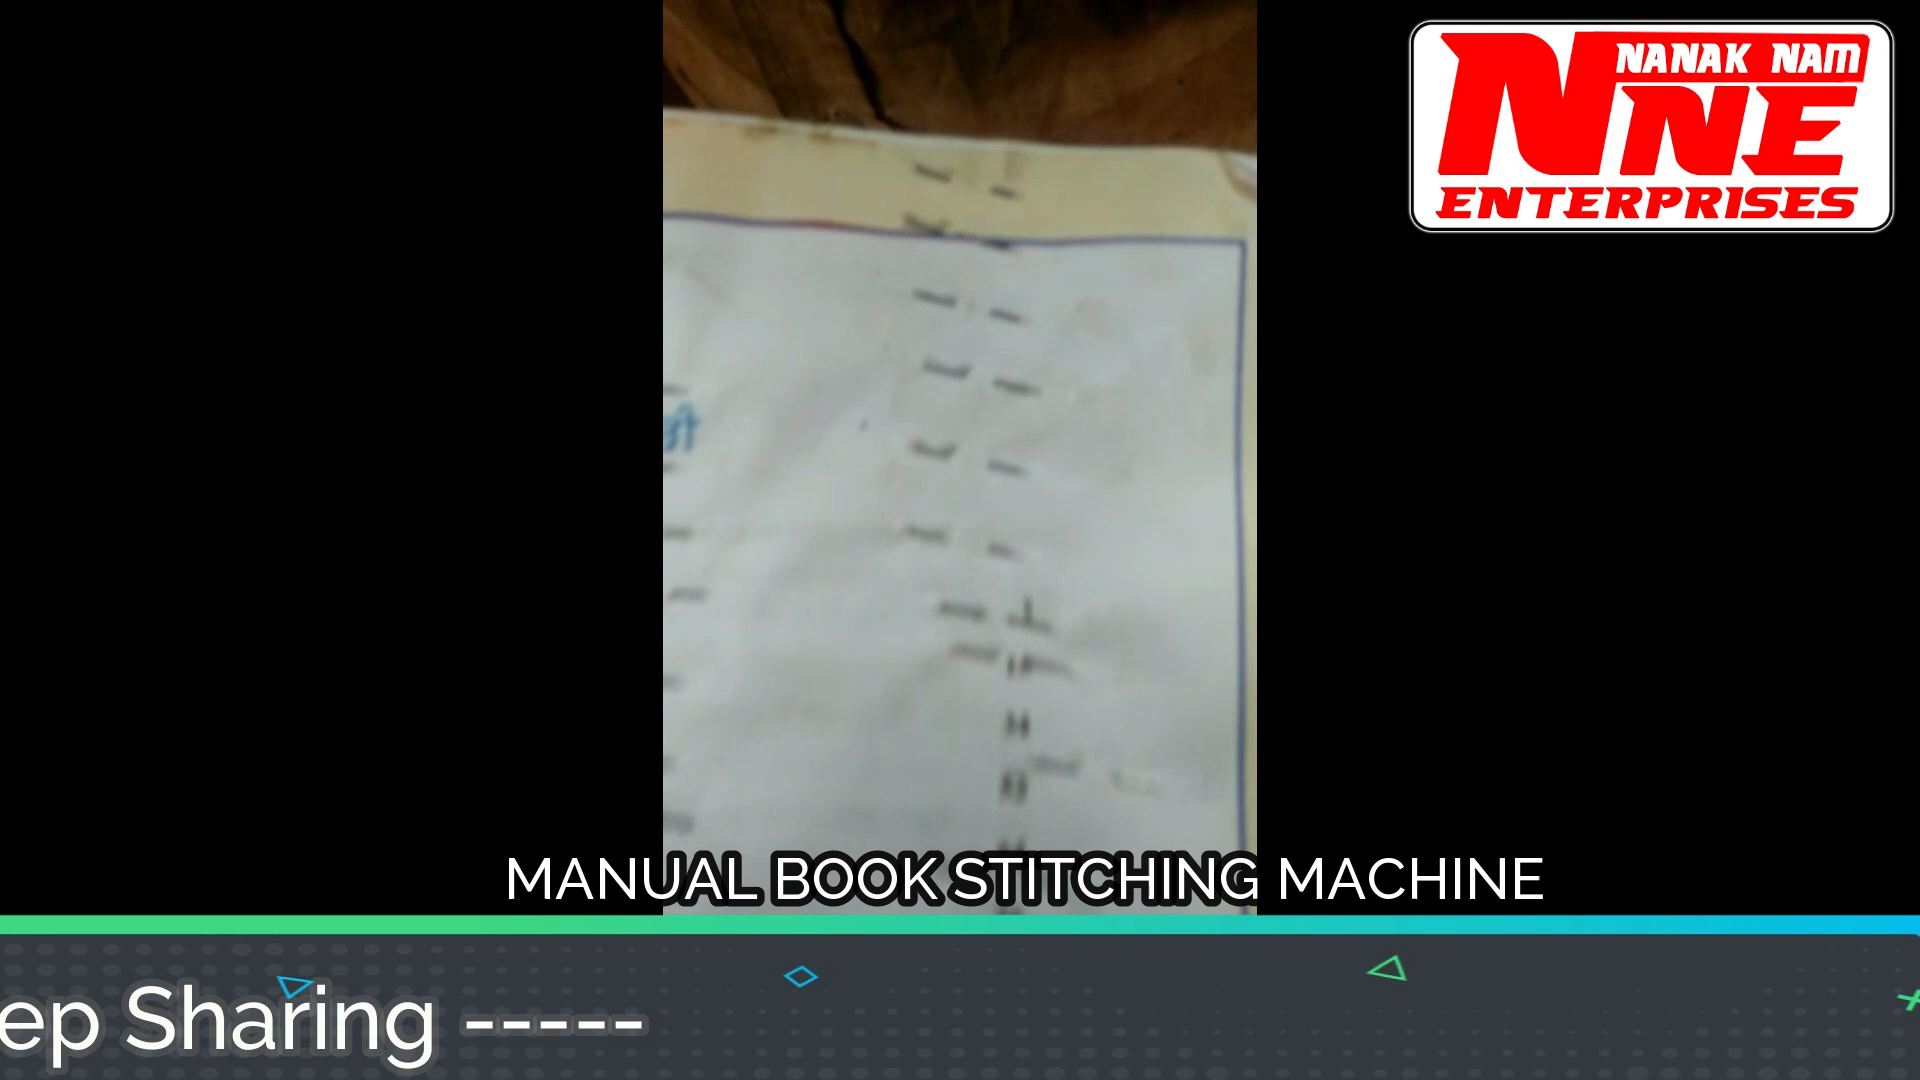 NANAK NAM
NNE
ENTERPRISES
MANUAL BOOK STITCHING MACHINE
ep Sharing -----